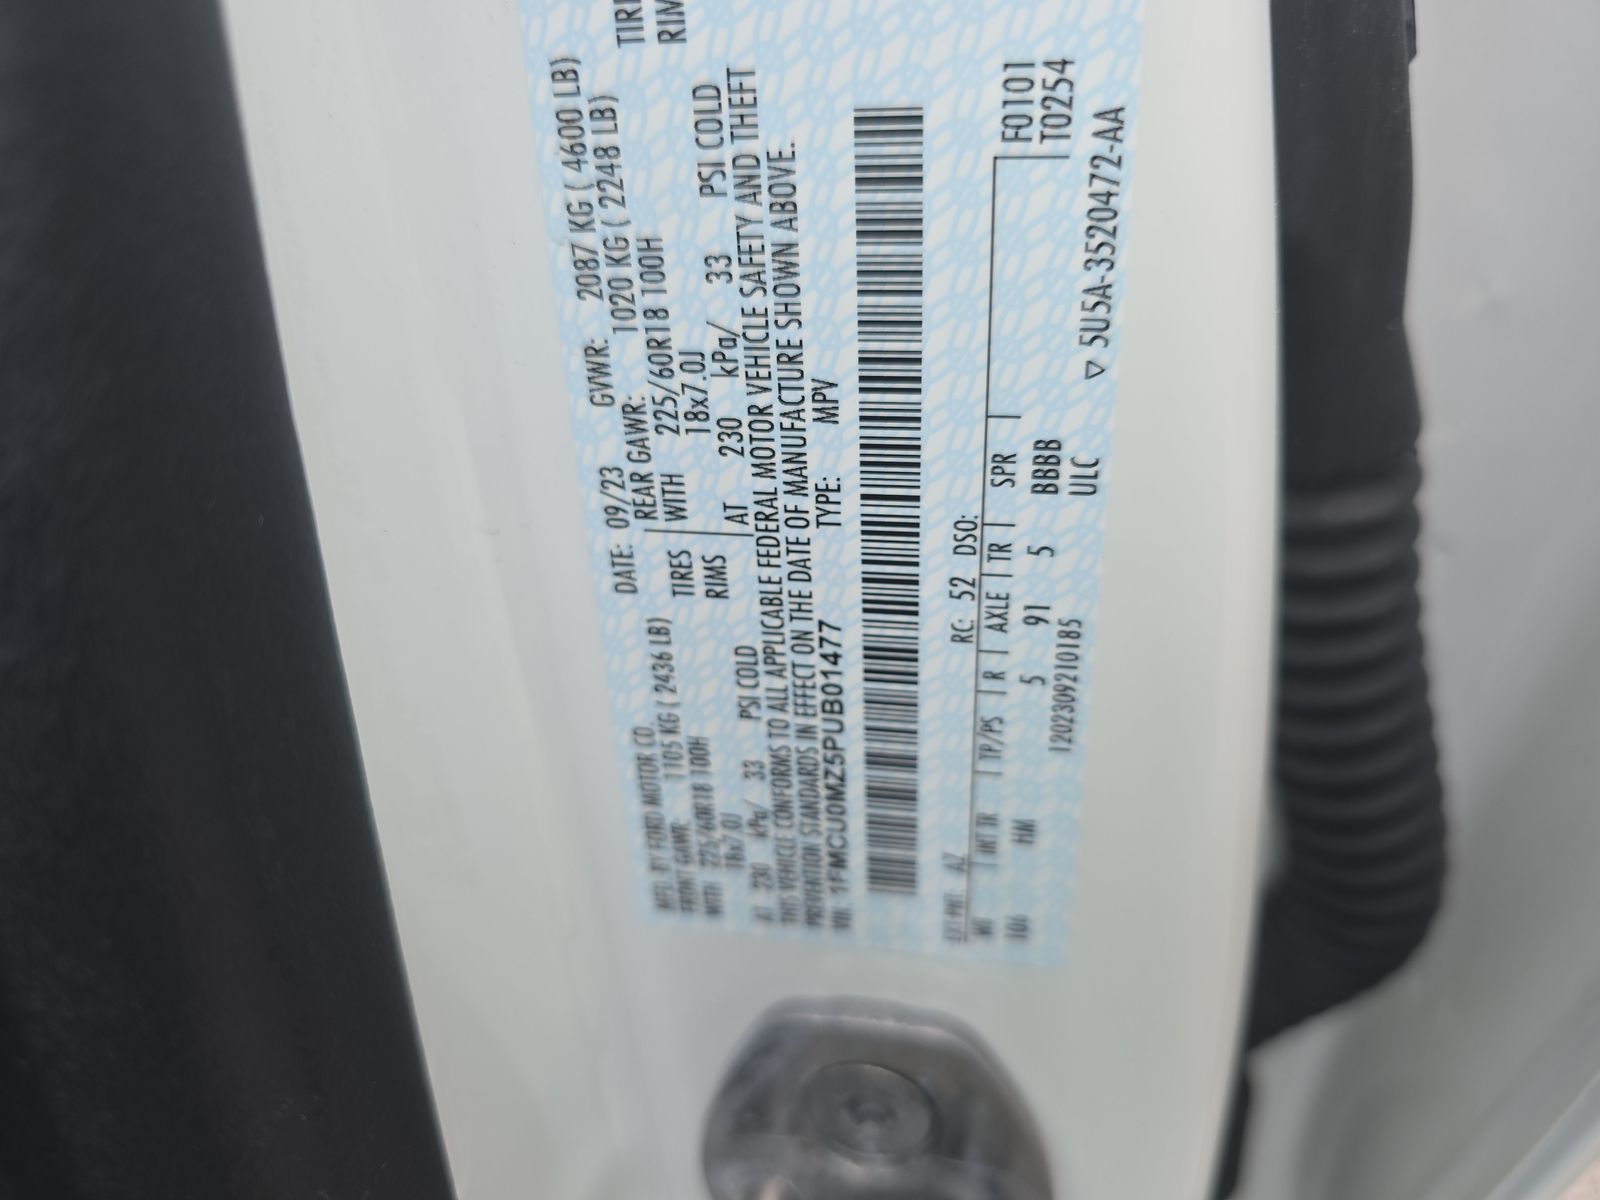 MFD. BY FORD MOTOR CO.
DATE: 09/23 GVWR: 2087 KG ( 4600 LB)
FRONT GAWR: 1105 KG ( 2436 LB) REAR GAWR: 1020 KG ( 2248 LB)
WITH 225/60R18 100H TIRES WITH 225/60R18 100H TIRE
18x7.0J RIMS 18x7.0J RIM
AT 230 kPa/ 33 PSI COLD AT 230 kPa/ 33 PSI COLD
THIS VEHICLE CONFORMS TO ALL APPLICABLE FEDERAL MOTOR VEHICLE SAFETY AND THEFT
PREVENTION STANDARDS IN EFFECT ON THE DATE OF MANUFACTURE SHOWN ABOVE.
VIN: 1FMCU0MZ5PUB01477 TYPE: MPV
EXT PNT: AZ RC: 52 DSO:
WB INT TR TP/PS R AXLE TR SPR F0101
106 HM 5 91 5 BBBB T0254
1202309210185 ULC
▽ 5U5A-3520472-AA